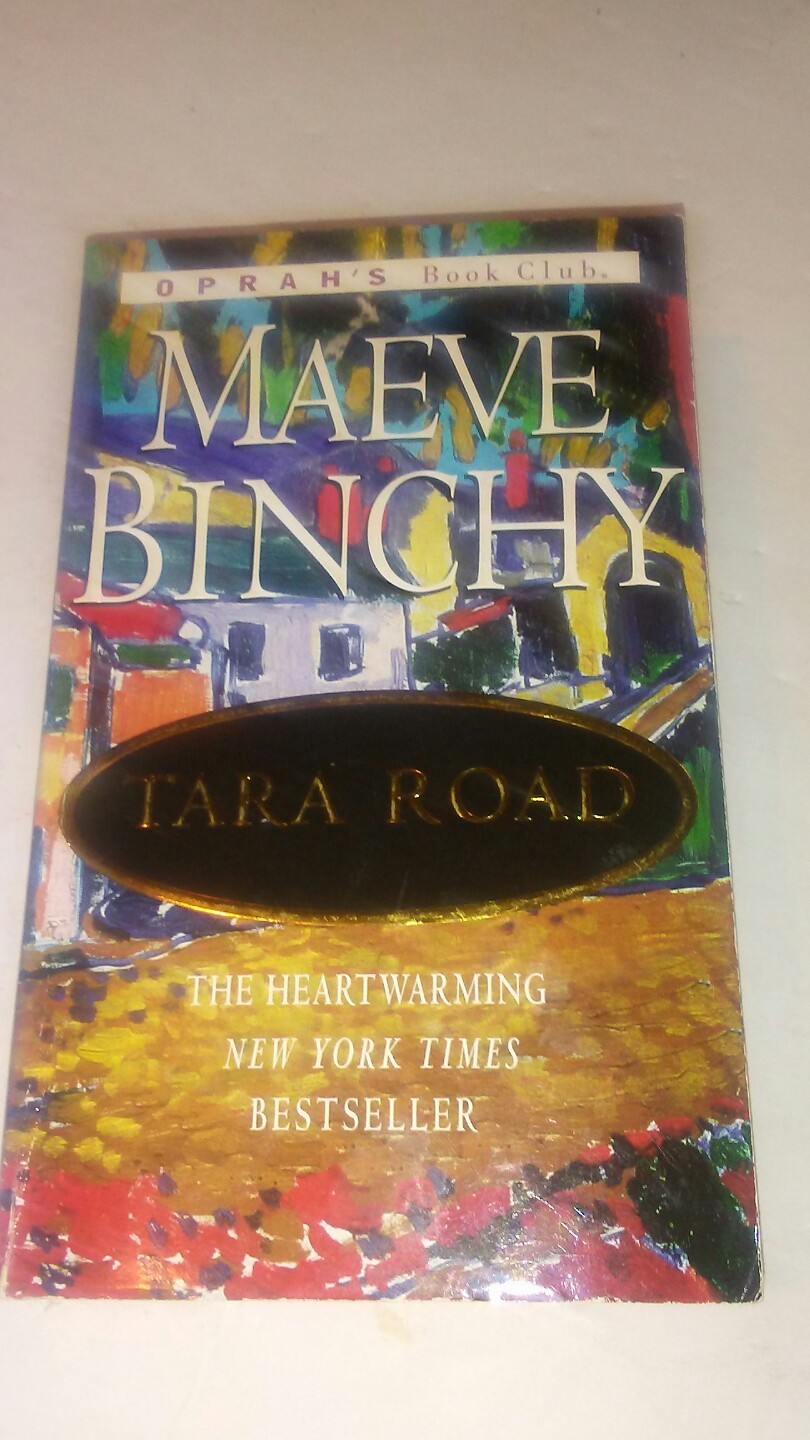 OPRAH'S Book Club®
MAEVE
BINCHY
TARA ROAD
THE HEARTWARMING
NEW YORK TIMES
BESTSELLER